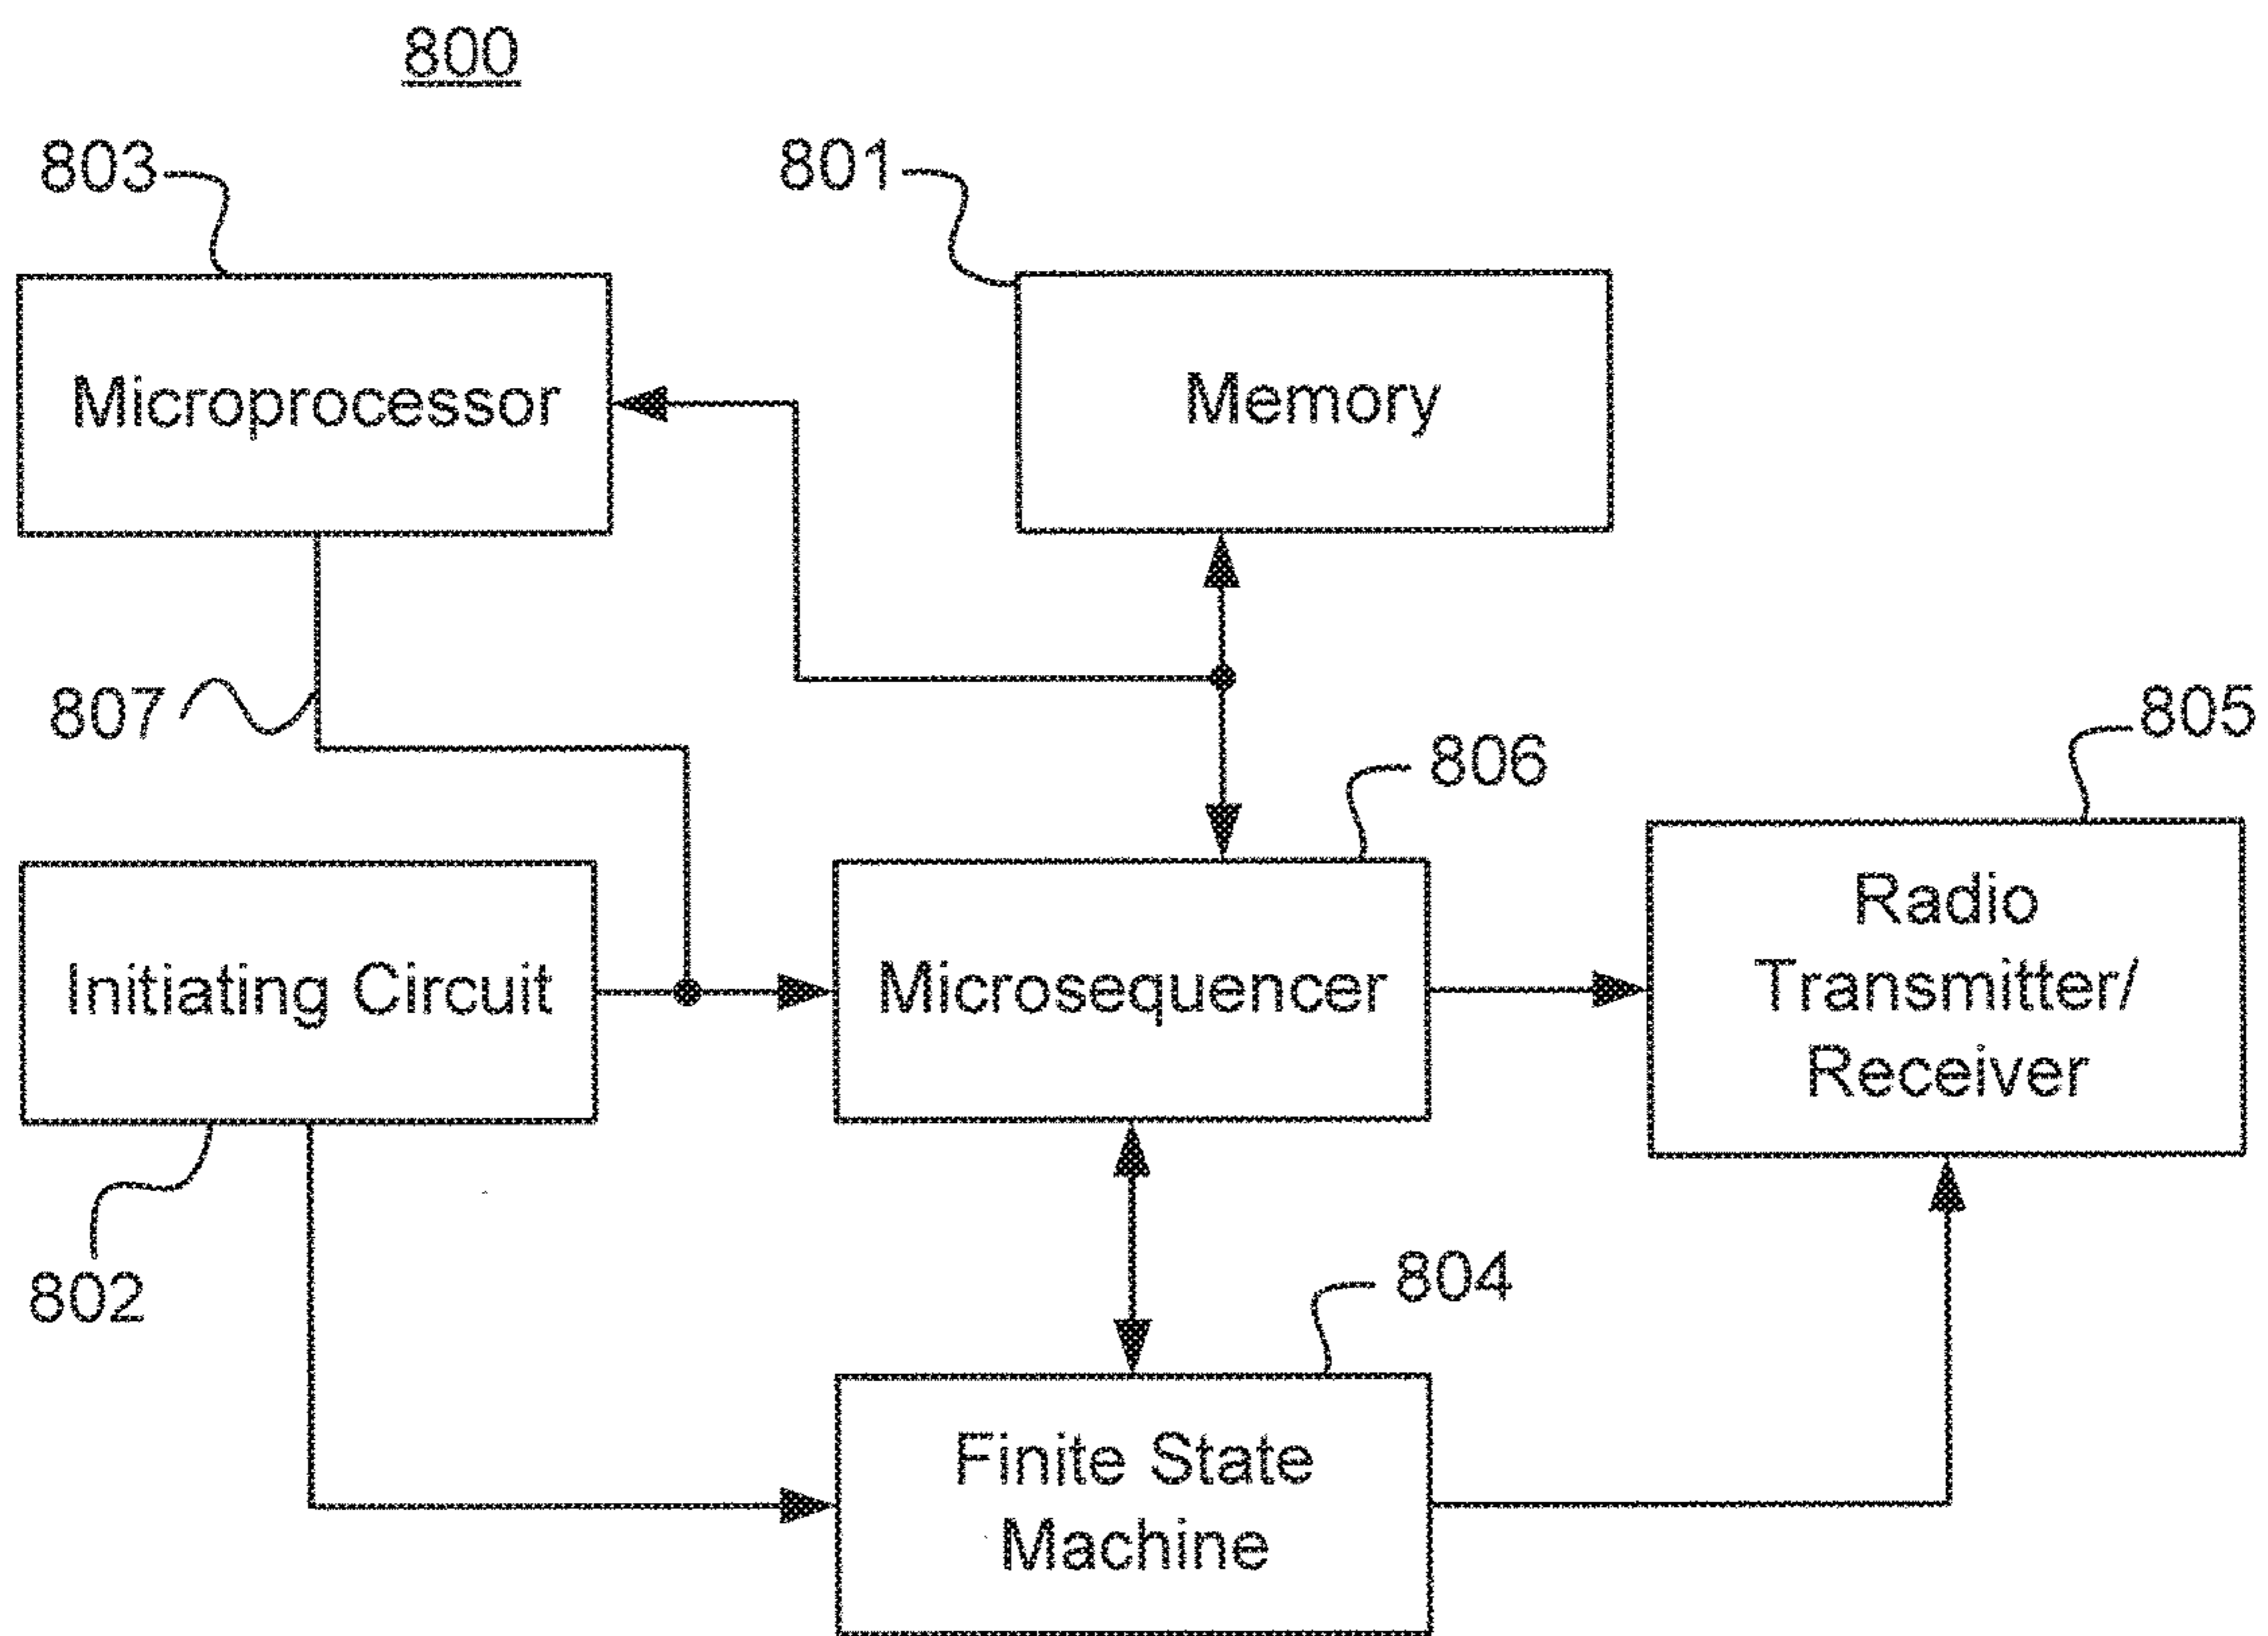 800
803
801
Microprocessor
Memory
807
806
805
Initiating Circuit
Microsequencer
Radio
Transmitter/
Receiver
802
804
Finite State
Machine